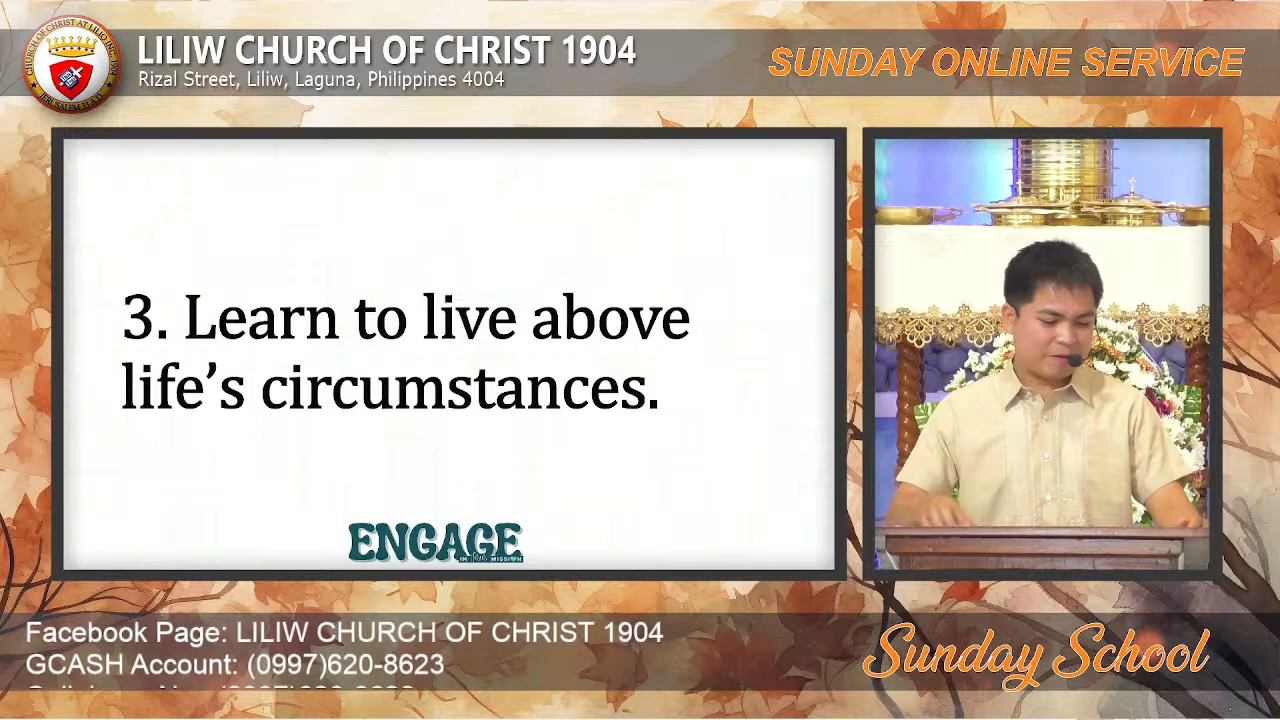 LILIW CHURCH OF CHRIST 1904
Rizal Street, Liliw, Laguna, Philippines 4004
SUNDAY ONLINE SERVICE
3. Learn to live above
life’s circumstances.
ENGAGE
Facebook Page: LILIW CHURCH OF CHRIST 1904
GCASH Account: (0997)620-8623
Sunday School